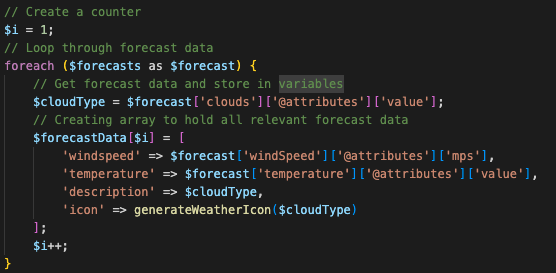 // Create a counter
$i = 1;
// Loop through forecast data
foreach ($forecasts as $forecast) {
    // Get forecast data and store in variables
    $cloudType = $forecast['clouds']['@attributes']['value'];
    // Creating array to hold all relevant forecast data
    $forecastData[$i] = [
        'windspeed' => $forecast['windSpeed']['@attributes']['mps'],
        'temperature' => $forecast['temperature']['@attributes']['value'],
        'description' => $cloudType,
        'icon' => generateWeatherIcon($cloudType)
    ];
    $i++;
}